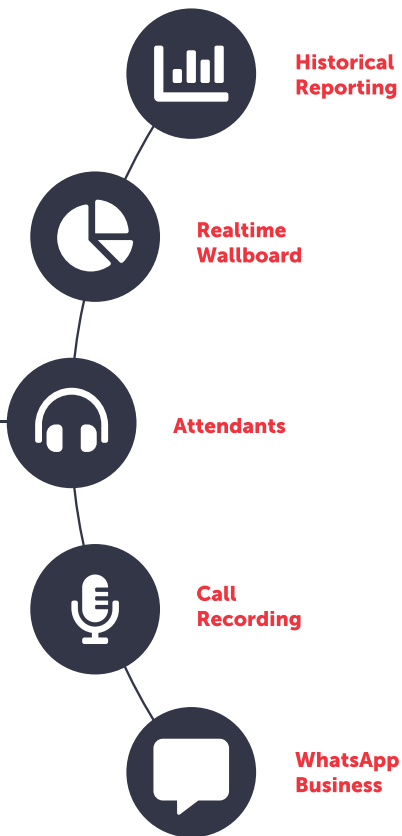 Historical
Reporting
Realtime
Wallboard
Attendants
Call
Recording
WhatsApp
Business